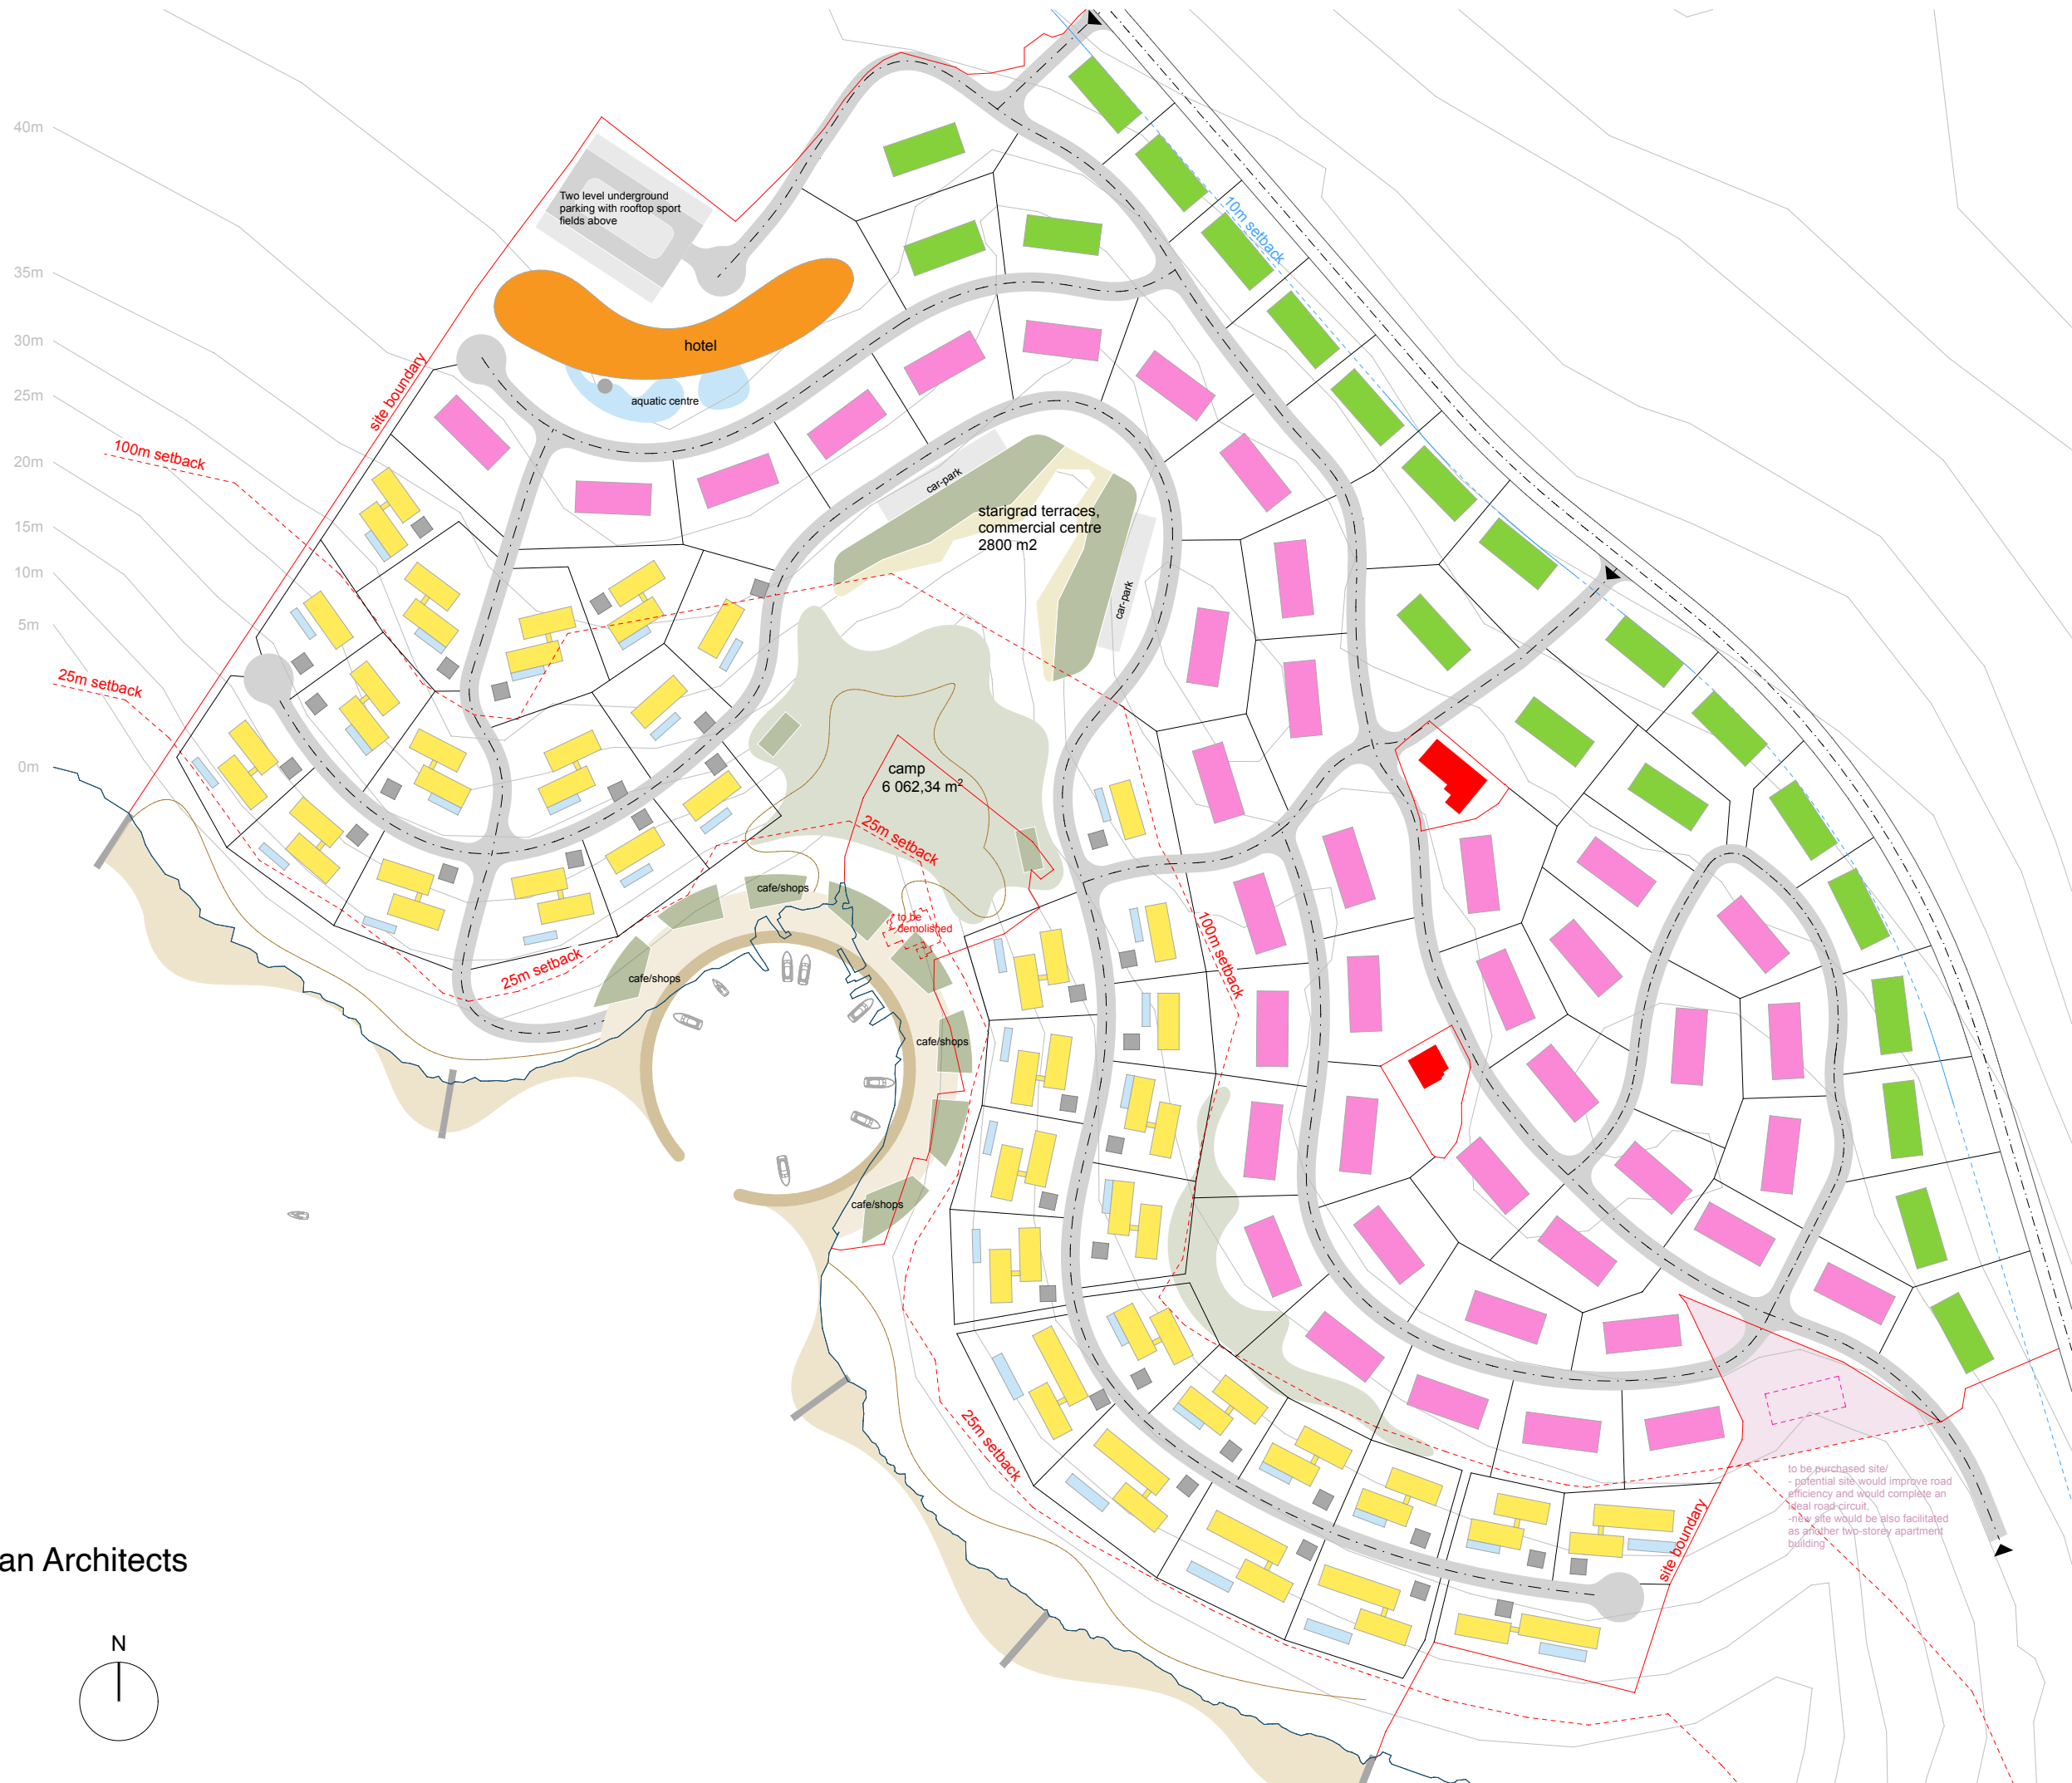 40m
Two level underground
parking with rooftop sport
fields above
10m setback
35m
30m
hotel
site boundary
25m
aquatic centre
100m setback
20m
car-park
starigrad terraces,
commercial centre
2800 m2
15m
10m
car-park
5m
25m setback
0m
camp
6 062,34 m2
25m setback
cafe/shops
to be
demolished
100m setback
25m setback
cafe/shops
cafe/shops
cafe/shops
25m setback
to be purchased site/
- potential site would improve road
efficiency and would complete an
ideal road circuit,
-new site would be also facilitated
as another two-storey apartment
building
site boundary
an Architects
N